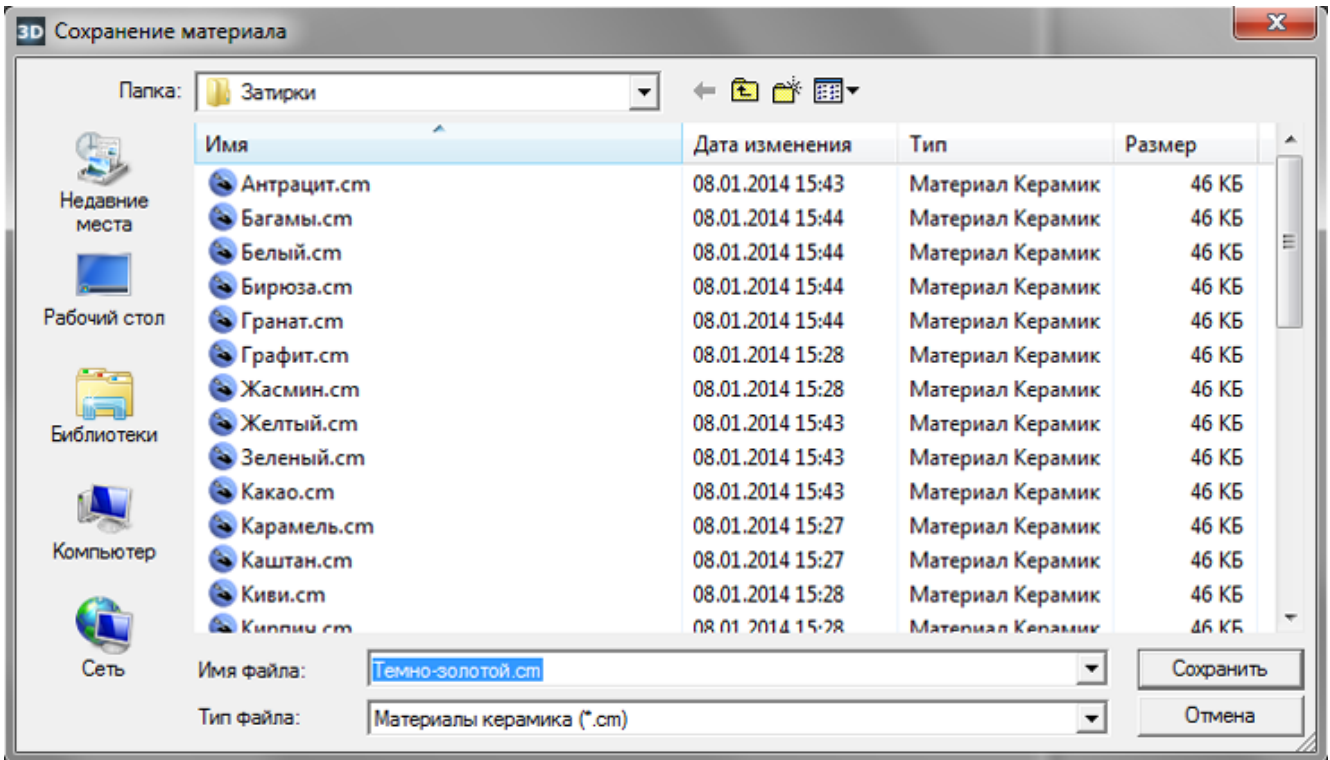 3D Сохранение материала
Папка: Затирки
Имя Дата изменения Тип Размер
Антрацит.cm 08.01.2014 15:43 Материал Керамик 46 КБ
Багамы.cm 08.01.2014 15:44 Материал Керамик 46 КБ
Белый.cm 08.01.2014 15:44 Материал Керамик 46 КБ
Бирюза.cm 08.01.2014 15:44 Материал Керамик 46 КБ
Гранат.cm 08.01.2014 15:44 Материал Керамик 46 КБ
Графит.cm 08.01.2014 15:28 Материал Керамик 46 КБ
Жасмин.cm 08.01.2014 15:28 Материал Керамик 46 КБ
Желтый.cm 08.01.2014 15:43 Материал Керамик 46 КБ
Зеленый.cm 08.01.2014 15:43 Материал Керамик 46 КБ
Какао.cm 08.01.2014 15:43 Материал Керамик 46 КБ
Карамель.cm 08.01.2014 15:27 Материал Керамик 46 КБ
Каштан.cm 08.01.2014 15:27 Материал Керамик 46 КБ
Киви.cm 08.01.2014 15:28 Материал Керамик 46 КБ
Кирпич.cm 08.01.2014 15:28 Материал Керамик 46 КБ
Недавние
места
Рабочий стол
Библиотеки
Компьютер
Сеть
Имя файла: Темно-золотой.cm Сохранить
Тип файла: Материалы керамика (*.cm) Отмена